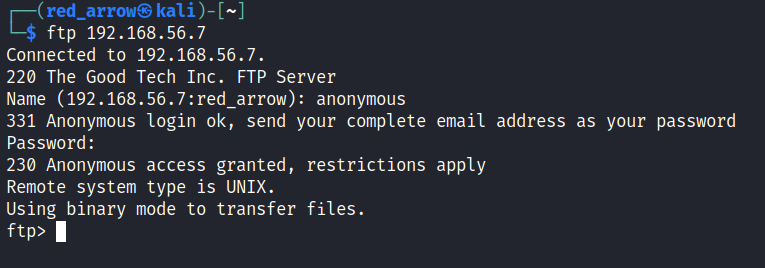 ┌──(red_arrow㉿kali)-[~]
└─$ ftp 192.168.56.7
Connected to 192.168.56.7.
220 The Good Tech Inc. FTP Server
Name (192.168.56.7:red_arrow): anonymous
331 Anonymous login ok, send your complete email address as your password
Password:
230 Anonymous access granted, restrictions apply
Remote system type is UNIX.
Using binary mode to transfer files.
ftp>